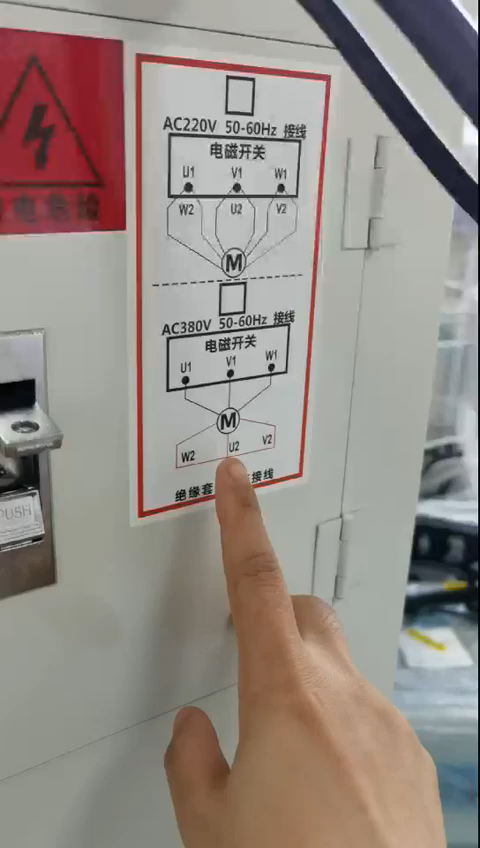 AC220V 50-60Hz 接线
电磁开关
U1 V1 W1
W2 U2 V2
M
AC380V 50-60Hz 接线
电磁开关
U1 V1 W1
M
W2 U2 V2
绝缘套 接线
PUSH